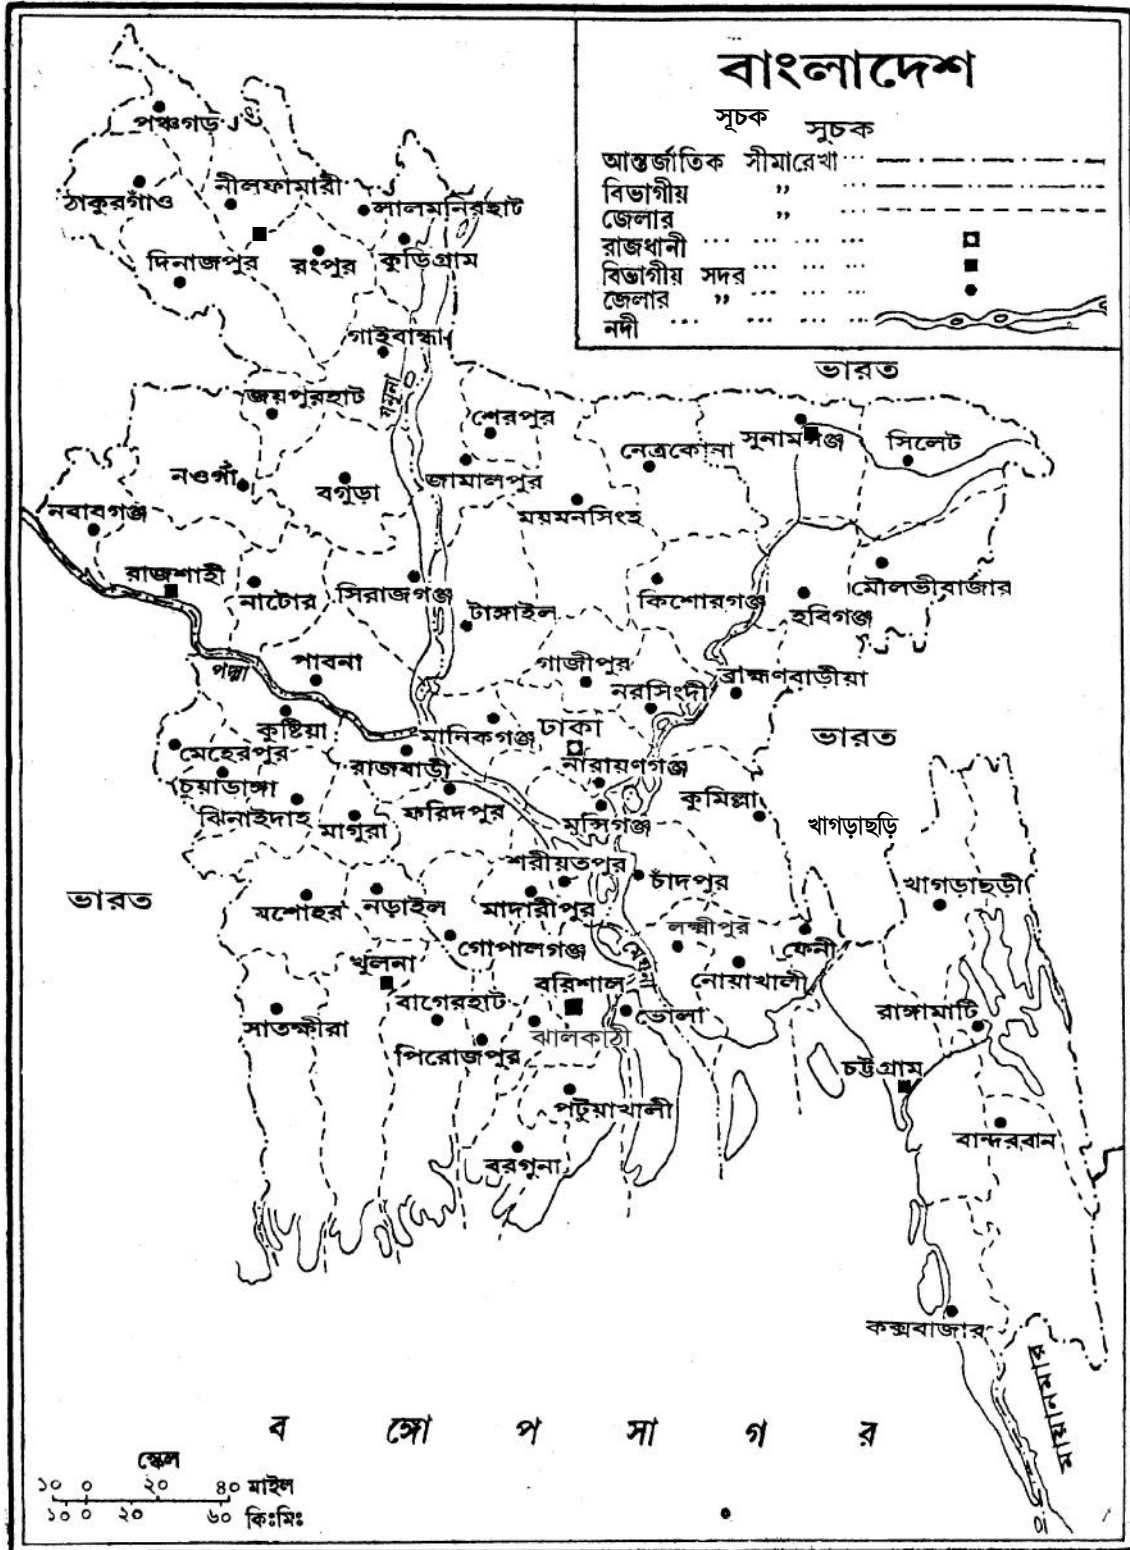 বাংলাদেশ
সূচক সুচক
আন্তর্জাতিক সীমারেখা ...
বিভাগীয় ,, ...
জেলার ,, ...
রাজধানী ... ... ... ...
বিভাগীয় সদর ... ... ...
জেলার ,, ... ... ...
নদী ... ... ... ...
পঞ্চগড়
ঠাকুরগাঁও
নীলফামারী
লালমনিরহাট
দিনাজপুর
রংপুর
কুড়িগ্রাম
গাইবান্ধা
ভারত
জয়পুরহাট
যমুনা
শেরপুর
নেত্রকোনা
সুনামগঞ্জ
সিলেট
নওগাঁ
বগুড়া
জামালপুর
ময়মনসিংহ
নবাবগঞ্জ
রাজশাহী
নাটোর
সিরাজগঞ্জ
টাঙ্গাইল
কিশোরগঞ্জ
হবিগঞ্জ
মৌলভীবাজার
পদ্মা
পাবনা
গাজীপুর
নরসিংদী
ব্রাহ্মণবাড়ীয়া
কুষ্টিয়া
মানিকগঞ্জ
ঢাকা
ভারত
মেহেরপুর
চুয়াডাঙ্গা
ঝিনাইদাহ
মাগুরা
রাজবাড়ী
ফরিদপুর
নারায়ণগঞ্জ
মুন্সিগঞ্জ
কুমিল্লা
খাগড়াছড়ি
ভারত
যশোহর
নড়াইল
শরীয়তপুর
মাদারীপুর
চাঁদপুর
খাগড়াছড়ী
গোপালগঞ্জ
লক্ষ্মীপুর
ফেনী
মেঘনা
নোয়াখালী
খুলনা
বাগেরহাট
বরিশাল
ভোলা
রাঙ্গামাটি
সাতক্ষীরা
পিরোজপুর
ঝালকাঠী
চট্টগ্রাম
পটুয়াখালী
বান্দরবান
বরগুনা
কক্সবাজার
মায়ানমার
ব ঙ্গো প সা গ র
স্কেল
১০ ০ ২০ ৪০ মাইল
১০ ০ ২০ ৬০ কিঃমিঃ